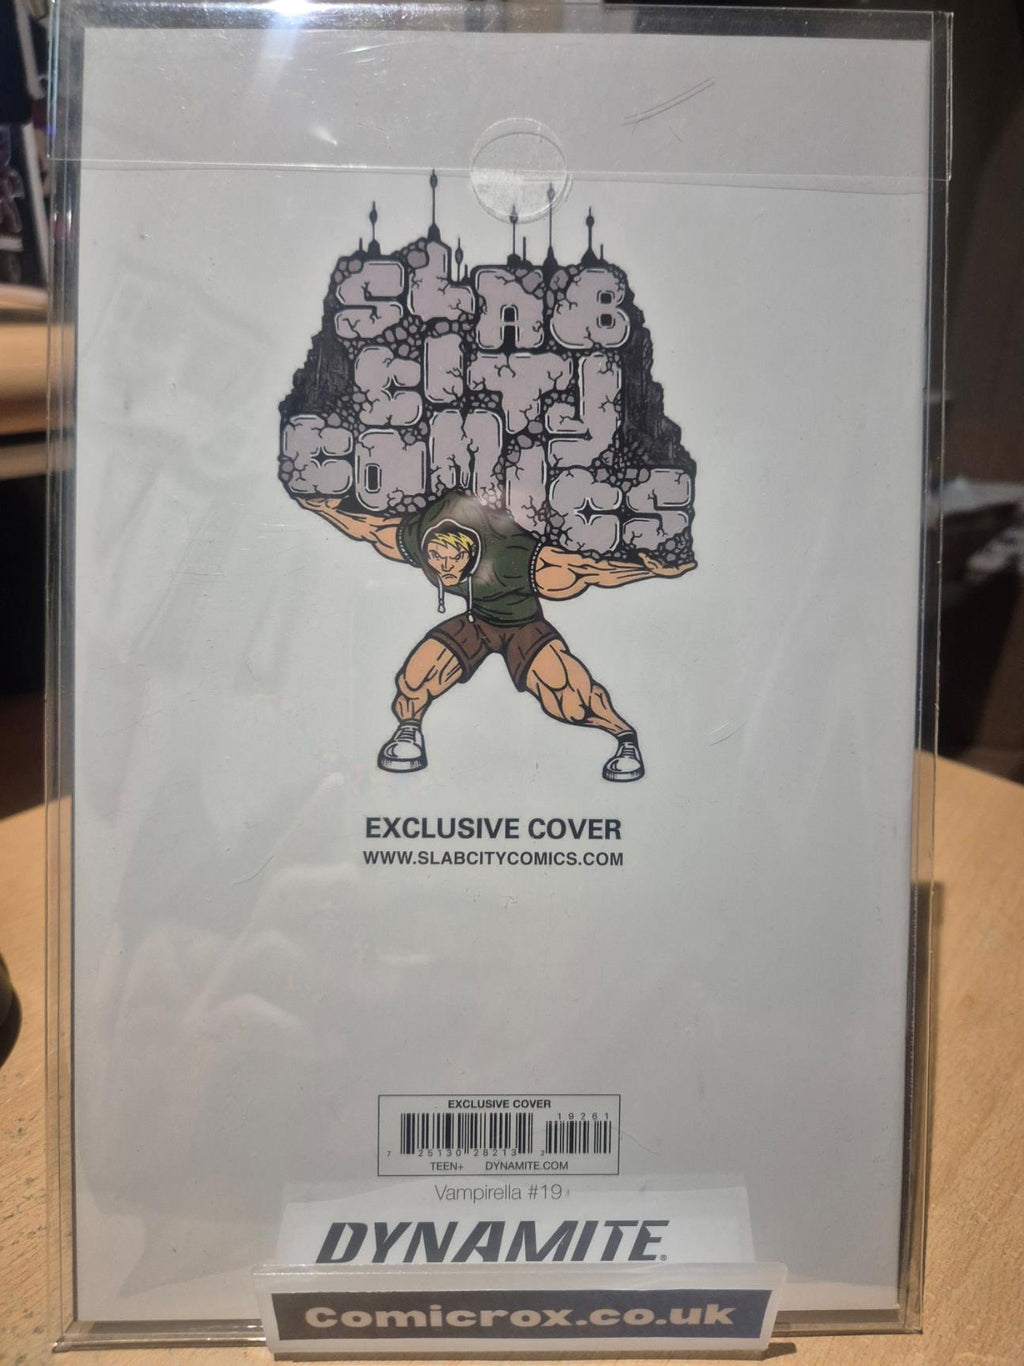 SLAB
CITY
COMICS
EXCLUSIVE COVER
WWW.SLABCITYCOMICS.COM
EXCLUSIVE COVER
19261
7 25130 28213 2
TEEN+ DYNAMITE.COM
Vampirella #19
DYNAMITE®
Comicrox.co.uk